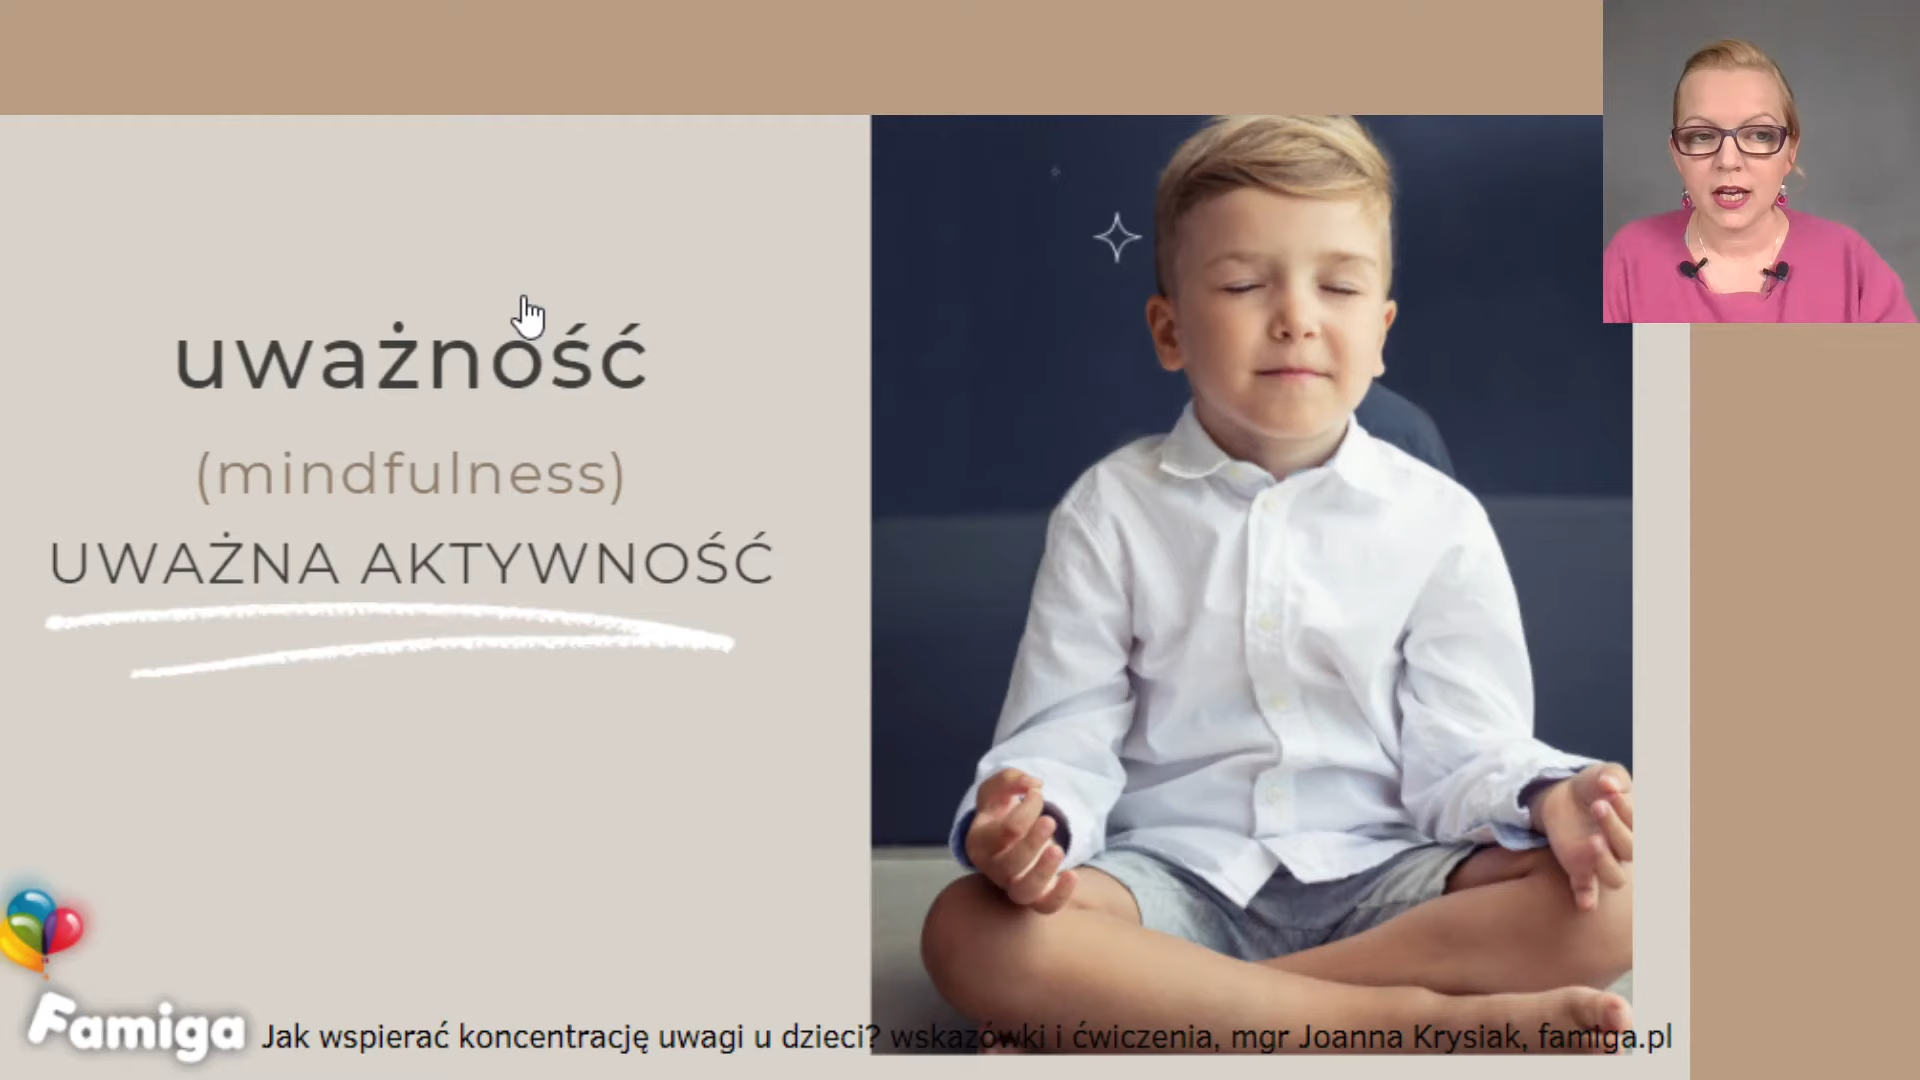 uważność
(mindfulness)
UWAŻNA AKTYWNOŚĆ
Famiga
Jak wspierać koncentrację uwagi u dzieci? wskazówki i ćwiczenia, mgr Joanna Krysiak, famiga.pl